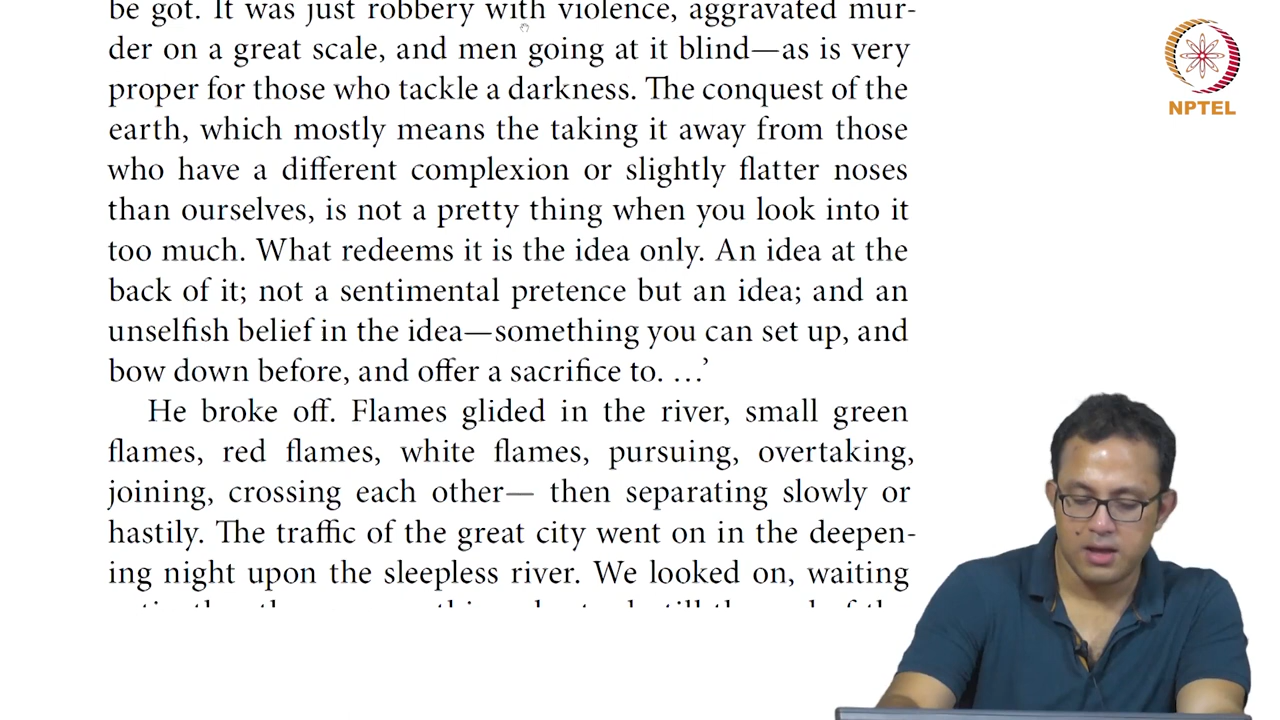 be got. It was just robbery with violence, aggravated mur-
der on a great scale, and men going at it blind—as is very
proper for those who tackle a darkness. The conquest of the
earth, which mostly means the taking it away from those
who have a different complexion or slightly flatter noses
than ourselves, is not a pretty thing when you look into it
too much. What redeems it is the idea only. An idea at the
back of it; not a sentimental pretence but an idea; and an
unselfish belief in the idea—something you can set up, and
bow down before, and offer a sacrifice to. …’
He broke off. Flames glided in the river, small green
flames, red flames, white flames, pursuing, overtaking,
joining, crossing each other— then separating slowly or
hastily. The traffic of the great city went on in the deepen-
ing night upon the sleepless river. We looked on, waiting
NPTEL